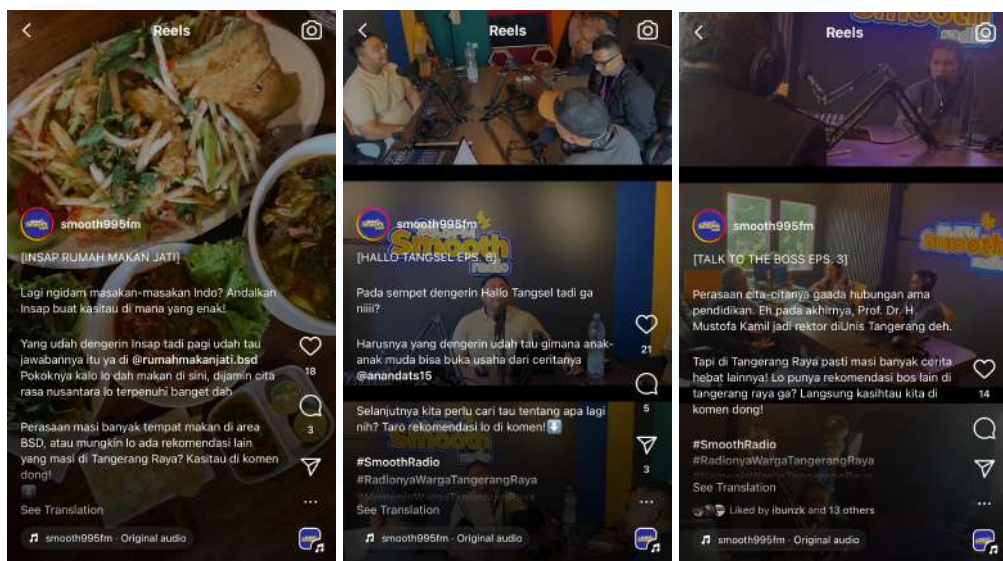 Reels
smooth995fm
[INSAP RUMAH MAKAN JATI]
Lagi ngidam masakan-masakan Indo? Andalkan
Insap buat kasitau di mana yang enak!
Yang udah dengerin Insap tadi pagi udah tau
jawabannya itu ya di @rumahmakanjati.bsd
Pokoknya kalo lo dah makan di sini, dijamin cita
rasa nusantara lo terpenuhi banget dah
Perasaan masi banyak tempat makan di area
BSD, atau mungkin lo ada rekomendasi lain
yang masi di Tangerang Raya? Kasitau di komen
dong!
18
3
See Translation
smooth995fm · Original audio
Reels
smooth995fm
Smooth
radio
[HALLO TANGSEL EPS. 8]
Pada sempet dengerin Hallo Tangsel tadi ga
niiii?
Harusnya yang dengerin udah tau gimana anak-
anak muda bisa buka usaha dari ceritanya
@anandats15
Selanjutnya kita perlu cari tau tentang apa lagi
nih? Taro rekomendasi lo di komen!⬇️
#SmoothRadio
#RadionyaWargaTangerangRaya
#HarmonisWargaTangerangRaya
21
5
3
See Translation
smooth995fm · Original audio
Reels
smooth995fm
[TALK TO THE BOSS EPS. 3]
Perasaan cita-citanya gaada hubungan ama
pendidikan. Eh pada akhirnya, Prof. Dr. H.
Mustofa Kamil jadi rektor diUnis Tangerang deh.
Tapi di Tangerang Raya pasti masi banyak cerita
hebat lainnya! Lo punya rekomendasi bos lain di
tangerang raya ga? Langsung kasihtau kita di
komen dong!
#SmoothRadio
#RadionyaWargaTangerangRaya
14
See Translation
Liked by ibunzk and 13 others
smooth995fm · Original audio